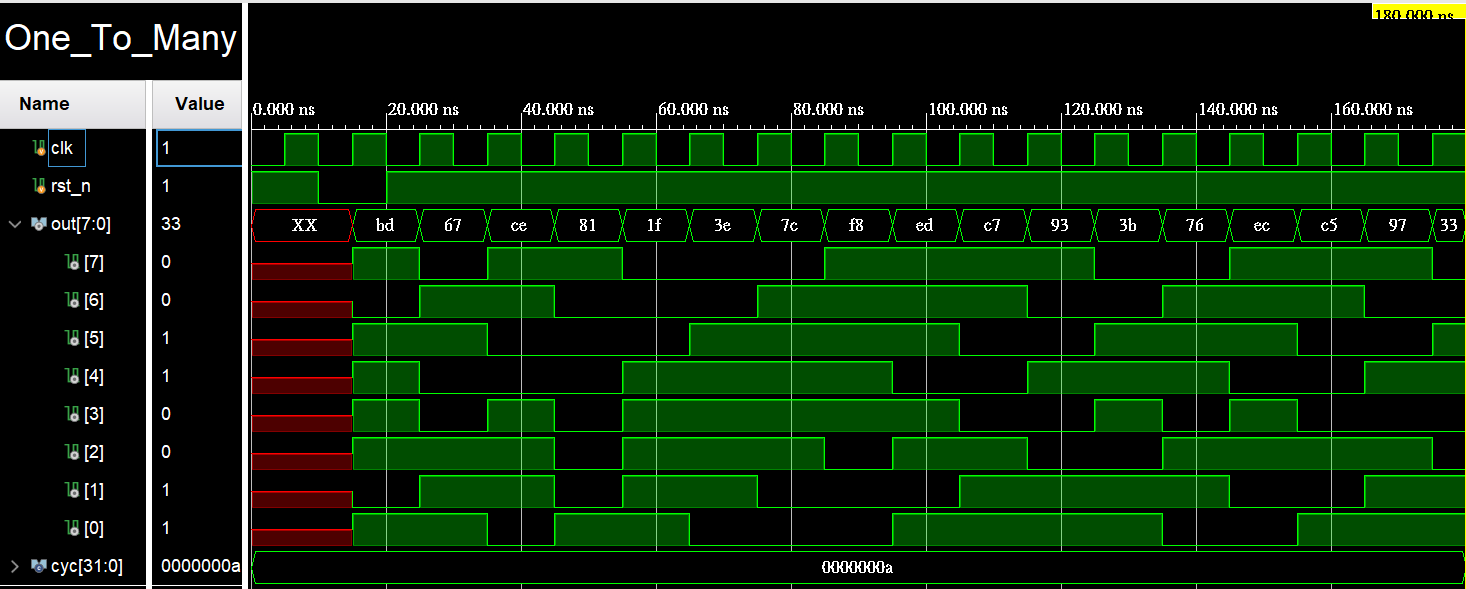 180.000 ns
One_To_Many
Name Value
0.000 ns 20.000 ns 40.000 ns 60.000 ns 80.000 ns 100.000 ns 120.000 ns 140.000 ns 160.000 ns
clk 1
rst_n 1
out[7:0] 33 XX bd 67 ce 81 1f 3e 7c f8 ed c7 93 3b 76 ec c5 97 33
[7] 0
[6] 0
[5] 1
[4] 1
[3] 0
[2] 0
[1] 1
[0] 1
cyc[31:0] 0000000a 0000000a